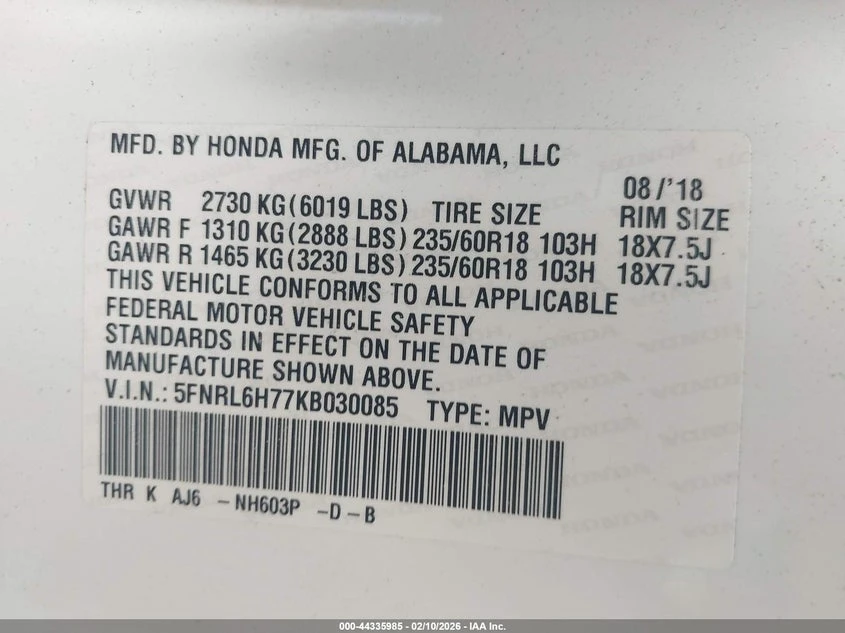 MFD. BY HONDA MFG. OF ALABAMA, LLC
08/'18
GVWR 2730 KG(6019 LBS) TIRE SIZE RIM SIZE
GAWR F 1310 KG(2888 LBS) 235/60R18 103H 18X7.5J
GAWR R 1465 KG(3230 LBS) 235/60R18 103H 18X7.5J
THIS VEHICLE CONFORMS TO ALL APPLICABLE
FEDERAL MOTOR VEHICLE SAFETY
STANDARDS IN EFFECT ON THE DATE OF
MANUFACTURE SHOWN ABOVE.
V.I.N.: 5FNRL6H77KB030085 TYPE: MPV
THR K AJ6 -NH603P -D-B
000-44335985 - 02/10/2026 - IAA Inc.